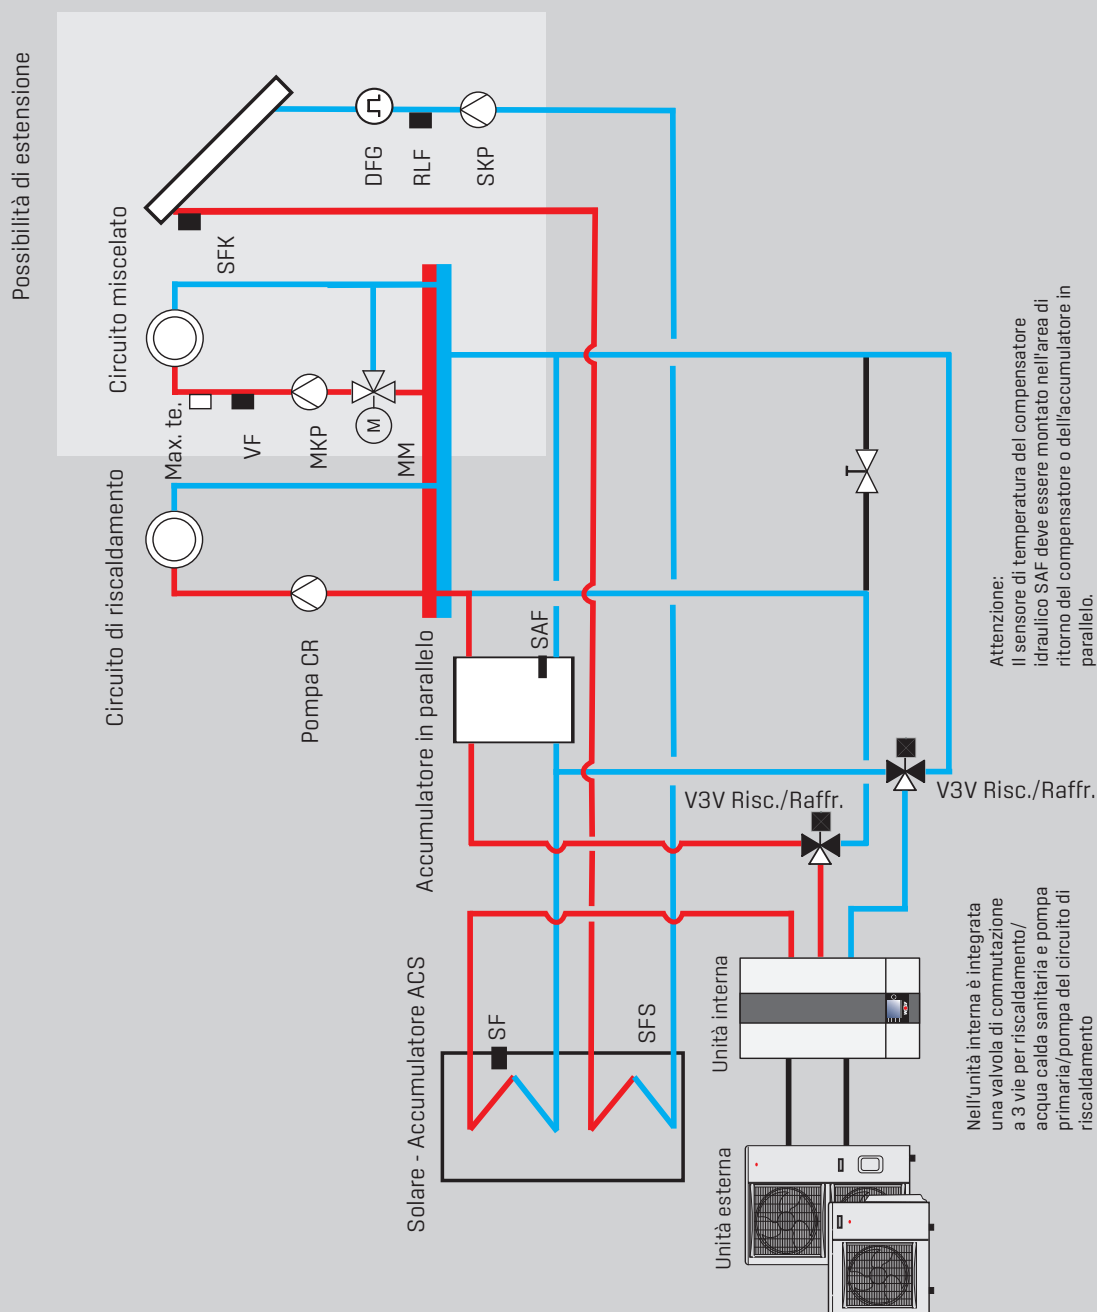 Possibilità di estensione
Circuito miscelato
Circuito di riscaldamento
SFK
DFG
RLF
SKP
Max. te.
VF
MKP
M
MM
Pompa CR
Accumulatore in parallelo
SAF
V3V Risc./Raffr.
V3V Risc./Raffr.
Solare - Accumulatore ACS
SF
SFS
Unità interna
Unità esterna
Attenzione:
Il sensore di temperatura del compensatore
idraulico SAF deve essere montato nell'area di
ritorno del compensatore o dell'accumulatore in
parallelo.
Nell'unità interna è integrata
una valvola di commutazione
a 3 vie per riscaldamento/
acqua calda sanitaria e pompa
primaria/pompa del circuito di
riscaldamento